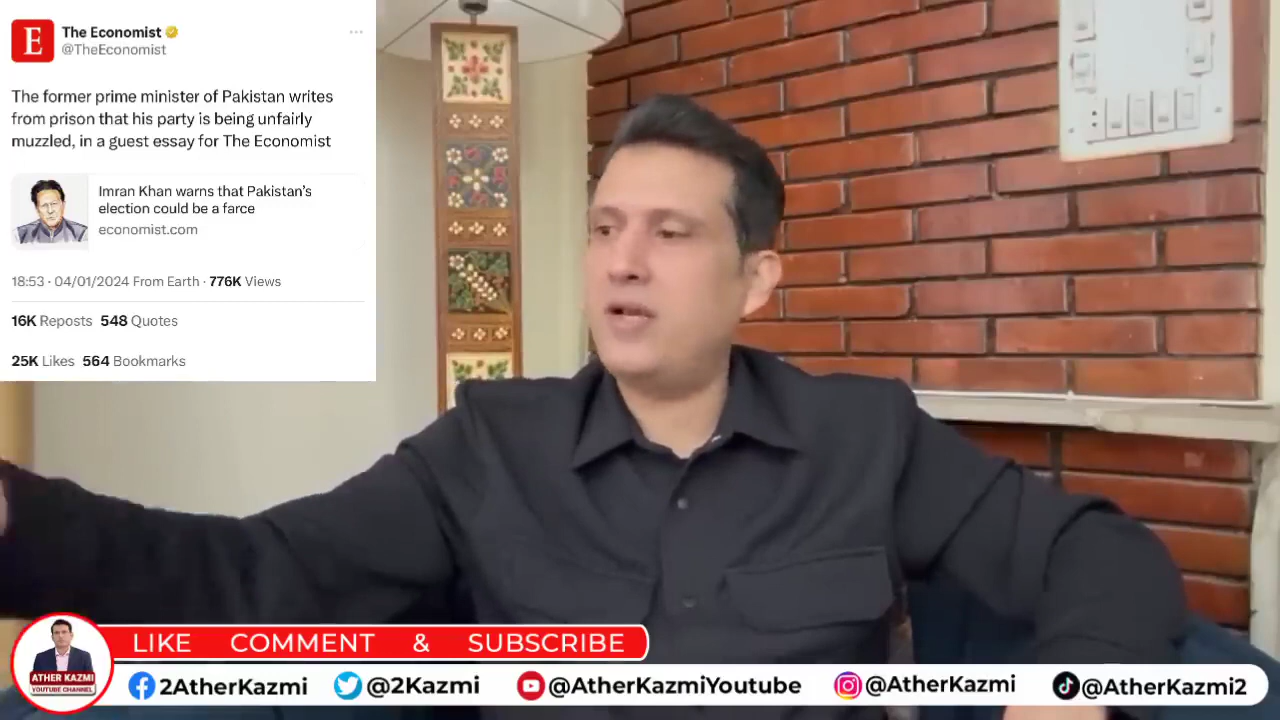 The Economist
@TheEconomist
The former prime minister of Pakistan writes
from prison that his party is being unfairly
muzzled, in a guest essay for The Economist
Imran Khan warns that Pakistan's
election could be a farce
economist.com
18:53 · 04/01/2024 From Earth · 776K Views
16K Reposts 548 Quotes
25K Likes 564 Bookmarks
LIKE COMMENT & SUBSCRIBE
ATHER KAZMI
YOUTUBE CHANNEL
2AtherKazmi @2Kazmi @AtherKazmiYoutube @AtherKazmi @AtherKazmi2